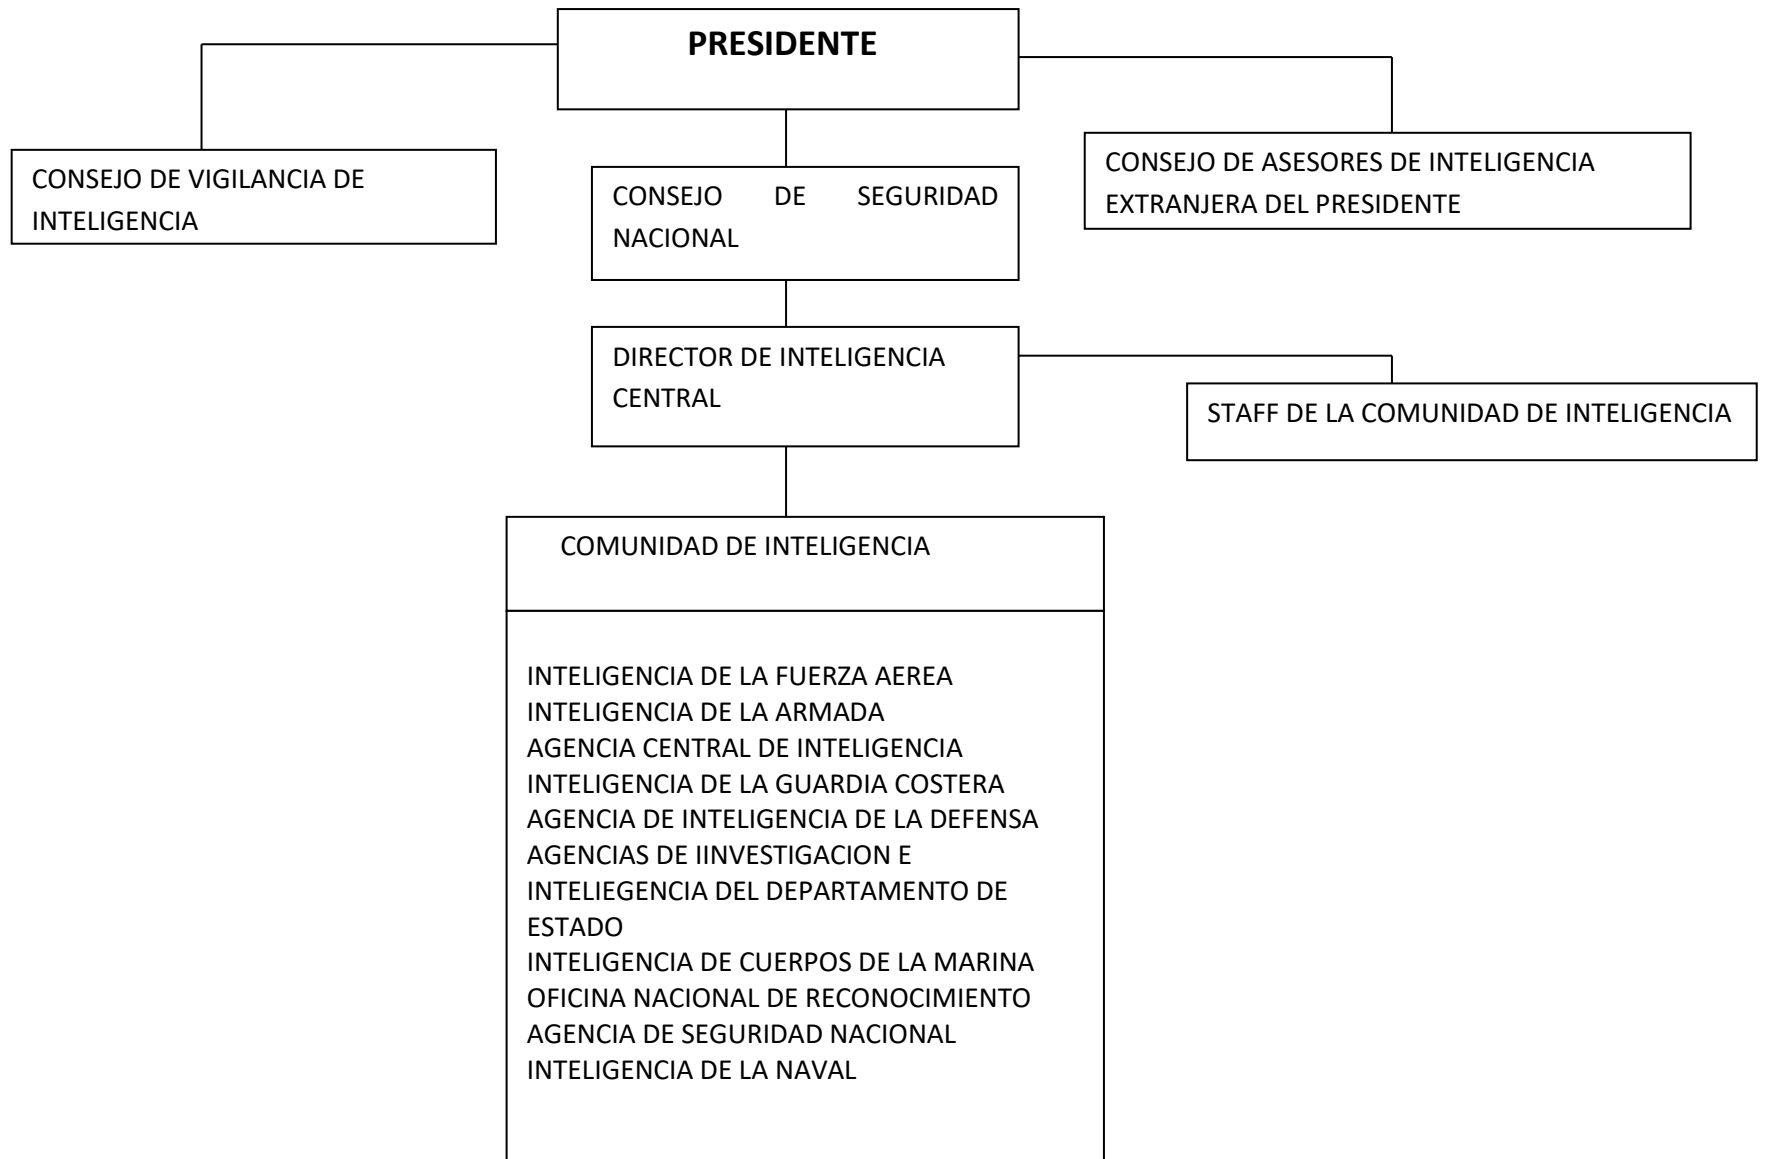 PRESIDENTE
CONSEJO DE VIGILANCIA DE
INTELIGENCIA
CONSEJO DE SEGURIDAD
NACIONAL
CONSEJO DE ASESORES DE INTELIGENCIA
EXTRANJERA DEL PRESIDENTE
DIRECTOR DE INTELIGENCIA
CENTRAL
STAFF DE LA COMUNIDAD DE INTELIGENCIA
COMUNIDAD DE INTELIGENCIA
INTELIGENCIA DE LA FUERZA AEREA
INTELIGENCIA DE LA ARMADA
AGENCIA CENTRAL DE INTELIGENCIA
INTELIGENCIA DE LA GUARDIA COSTERA
AGENCIA DE INTELIGENCIA DE LA DEFENSA
AGENCIAS DE IINVESTIGACION E
INTELIEGENCIA DEL DEPARTAMENTO DE
ESTADO
INTELIGENCIA DE CUERPOS DE LA MARINA
OFICINA NACIONAL DE RECONOCIMIENTO
AGENCIA DE SEGURIDAD NACIONAL
INTELIGENCIA DE LA NAVAL